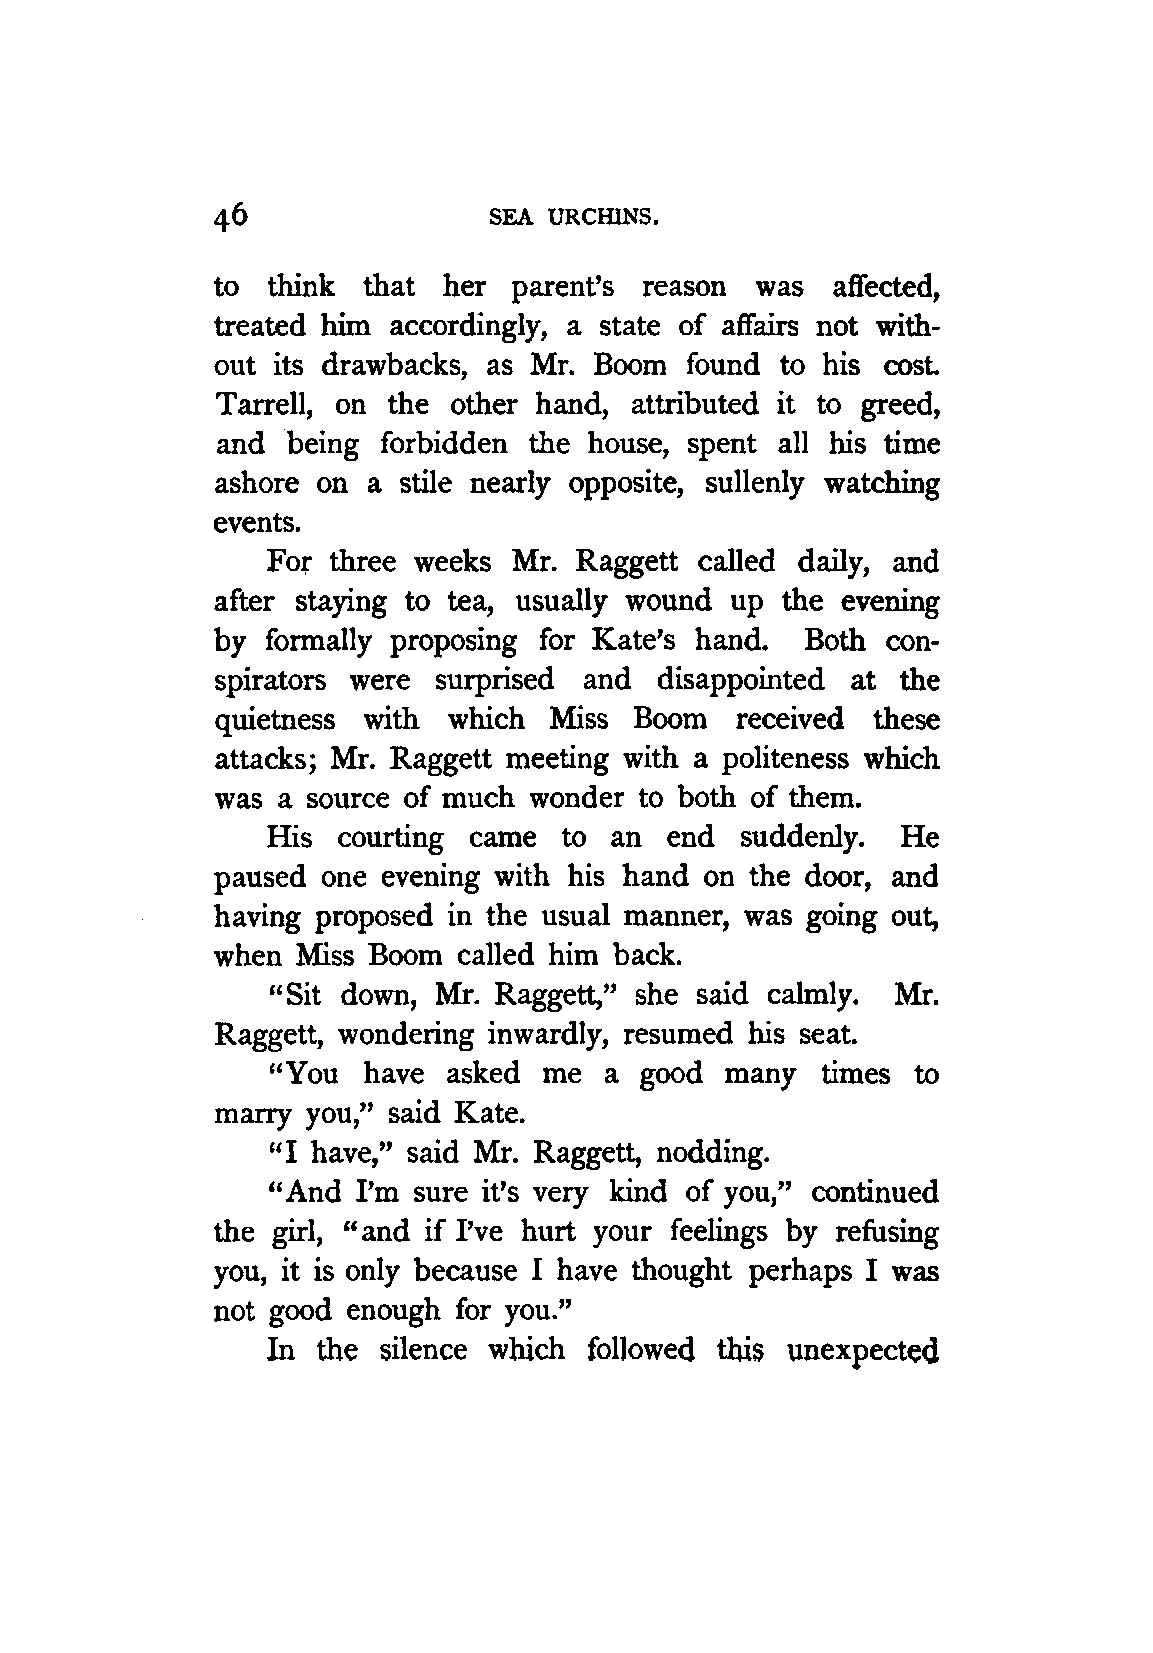 46 SEA URCHINS.
to think that her parent's reason was affected,
treated him accordingly, a state of affairs not with-
out its drawbacks, as Mr. Boom found to his cost.
Tarrell, on the other hand, attributed it to greed,
and being forbidden the house, spent all his time
ashore on a stile nearly opposite, sullenly watching
events.
For three weeks Mr. Raggett called daily, and
after staying to tea, usually wound up the evening
by formally proposing for Kate's hand. Both con-
spirators were surprised and disappointed at the
quietness with which Miss Boom received these
attacks; Mr. Raggett meeting with a politeness which
was a source of much wonder to both of them.
His courting came to an end suddenly. He
paused one evening with his hand on the door, and
having proposed in the usual manner, was going out,
when Miss Boom called him back.
“Sit down, Mr. Raggett,” she said calmly. Mr.
Raggett, wondering inwardly, resumed his seat.
“You have asked me a good many times to
marry you,” said Kate.
“I have,” said Mr. Raggett, nodding.
“And I'm sure it's very kind of you,” continued
the girl, “and if I've hurt your feelings by refusing
you, it is only because I have thought perhaps I was
not good enough for you.”
In the silence which followed this unexpected